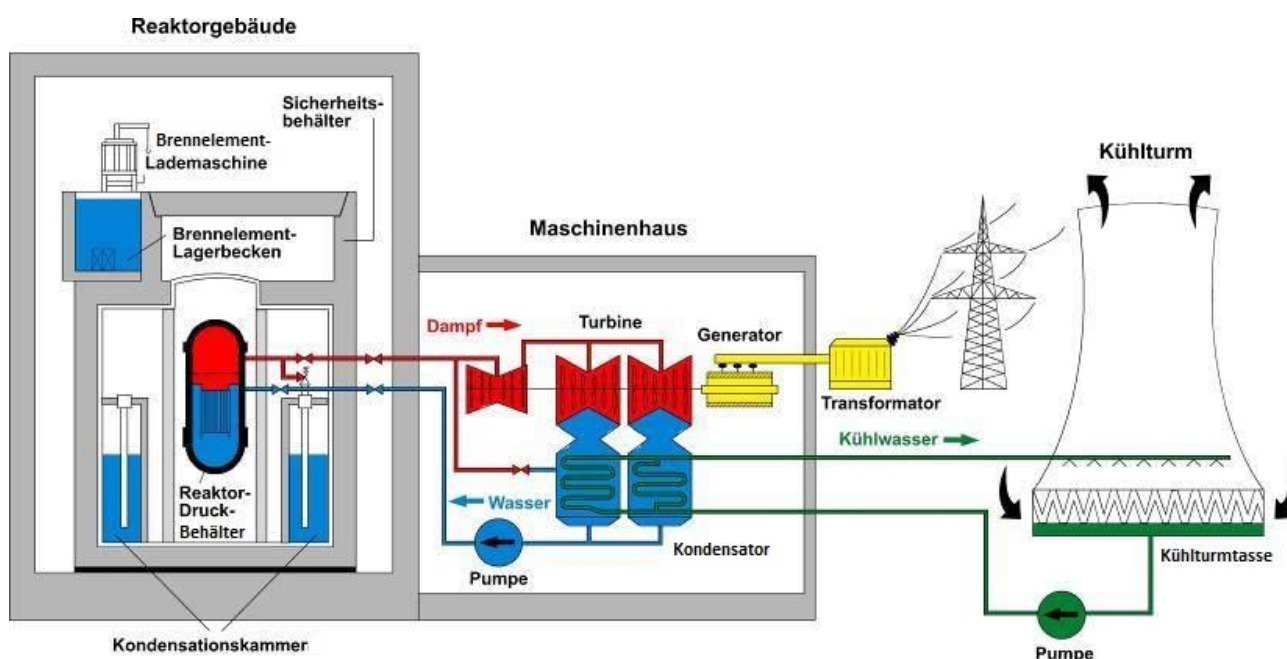 Reaktorgebäude
Sicherheits-
behälter
Brennelement-
Lademaschine
Brennelement-
Lagerbecken
Reaktor-
Druck-
Behälter
Kondensationskammer
Maschinenhaus
Dampf
Turbine
Generator
Transformator
Wasser
Pumpe
Kondensator
Kühlturm
Kühlwasser
Kühlturmtasse
Pumpe